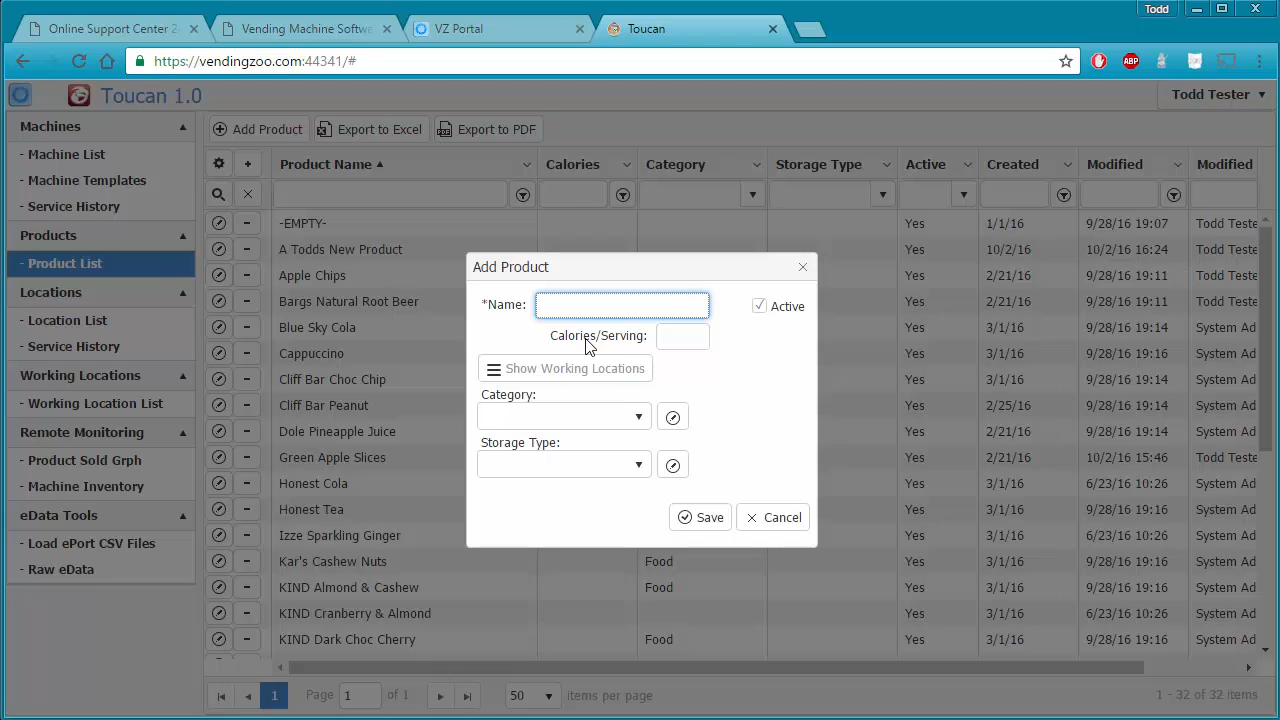 Todd
Online Support Center 2-
Vending Machine Softwe
VZ Portal
Toucan
https://vendingzoo.com:44341/#
ABP
Toucan 1.0
Todd Tester
Machines
- Machine List
- Machine Templates
- Service History
Products
- Product List
Locations
- Location List
- Service History
Working Locations
- Working Location List
Remote Monitoring
- Product Sold Grph
- Machine Inventory
eData Tools
- Load ePort CSV Files
- Raw eData
Add Product Export to Excel Export to PDF
Product Name Calories Category Storage Type Active Created Modified Modified
-EMPTY- Yes 1/1/16 9/28/16 19:07 Todd Teste
A Todds New Product Yes 10/2/16 10/2/16 16:24 Todd Teste
Apple Chips Yes 2/21/16 9/28/16 19:11 Todd Teste
Bargs Natural Root Beer Yes 2/21/16 9/28/16 19:11 Todd Teste
Blue Sky Cola Yes 3/1/16 9/28/16 19:14 System Ad
Cappuccino Yes 3/1/16 9/28/16 19:14 System Ad
Cliff Bar Choc Chip Yes 3/1/16 9/28/16 19:14 System Ad
Cliff Bar Peanut Yes 2/25/16 9/28/16 19:14 System Ad
Dole Pineapple Juice Yes 2/21/16 9/28/16 19:14 System Ad
Green Apple Slices Yes 2/21/16 10/2/16 15:46 Todd Teste
Honest Cola Yes 3/1/16 6/23/16 10:26 System Ad
Honest Tea Yes 3/1/16 9/28/16 19:16 System Ad
Izze Sparkling Ginger Yes 3/1/16 6/23/16 10:26 System Ad
Kar's Cashew Nuts Food Yes 3/1/16 9/28/16 19:16 System Ad
KIND Almond & Cashew Food Yes 3/1/16 9/28/16 19:16 System Ad
KIND Cranberry & Almond Yes 3/1/16 6/23/16 10:26 System Ad
KIND Dark Choc Cherry Food Yes 3/1/16 9/28/16 19:16 System Ad
Add Product
*Name: Active
Calories/Serving:
Show Working Locations
Category:
Storage Type:
Save Cancel
1 Page 1 of 1 50 items per page 1 - 32 of 32 items